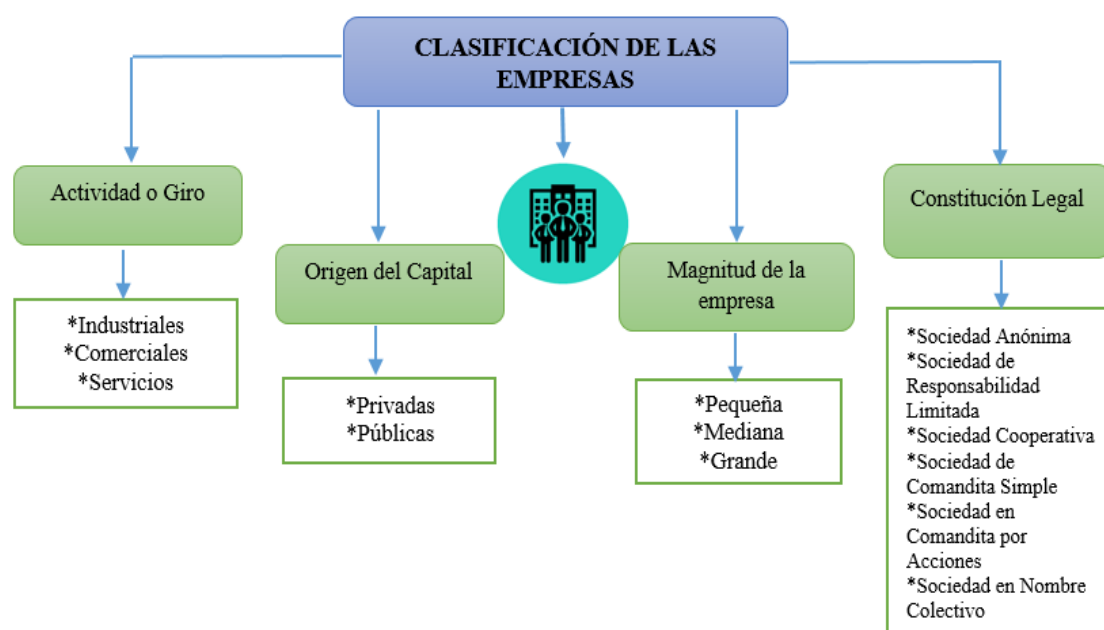 CLASIFICACIÓN DE LAS
EMPRESAS
Actividad o Giro
*Industriales
*Comerciales
*Servicios
Origen del Capital
*Privadas
*Públicas
Magnitud de la
empresa
*Pequeña
*Mediana
*Grande
Constitución Legal
*Sociedad Anónima
*Sociedad de
Responsabilidad
Limitada
*Sociedad Cooperativa
*Sociedad de
Comandita Simple
*Sociedad en
Comandita por
Acciones
*Sociedad en Nombre
Colectivo